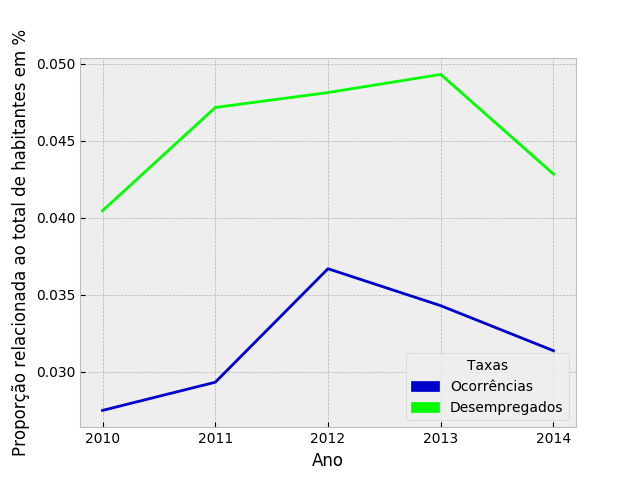 Proporção relacionada ao total de habitantes em %
0.050
0.045
0.040
0.035
0.030
2010 2011 2012 2013 2014
Ano
Taxas
Ocorrências
Desempregados